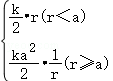 k/2 · r (r < a)
ka²/2 · 1/r (r ⩾ a)